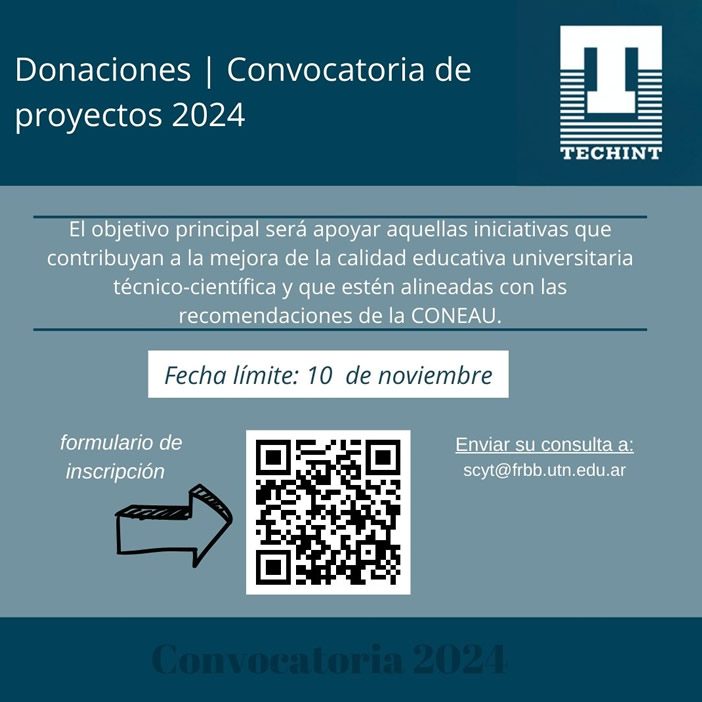 Donaciones | Convocatoria de
proyectos 2024
TECHINT
El objetivo principal será apoyar aquellas iniciativas que
contribuyan a la mejora de la calidad educativa universitaria
técnico-científica y que estén alineadas con las
recomendaciones de la CONEAU.
Fecha límite: 10 de noviembre
formulario de
inscripción
Enviar su consulta a:
scyt@frbb.utn.edu.ar
Convocatoria 2024